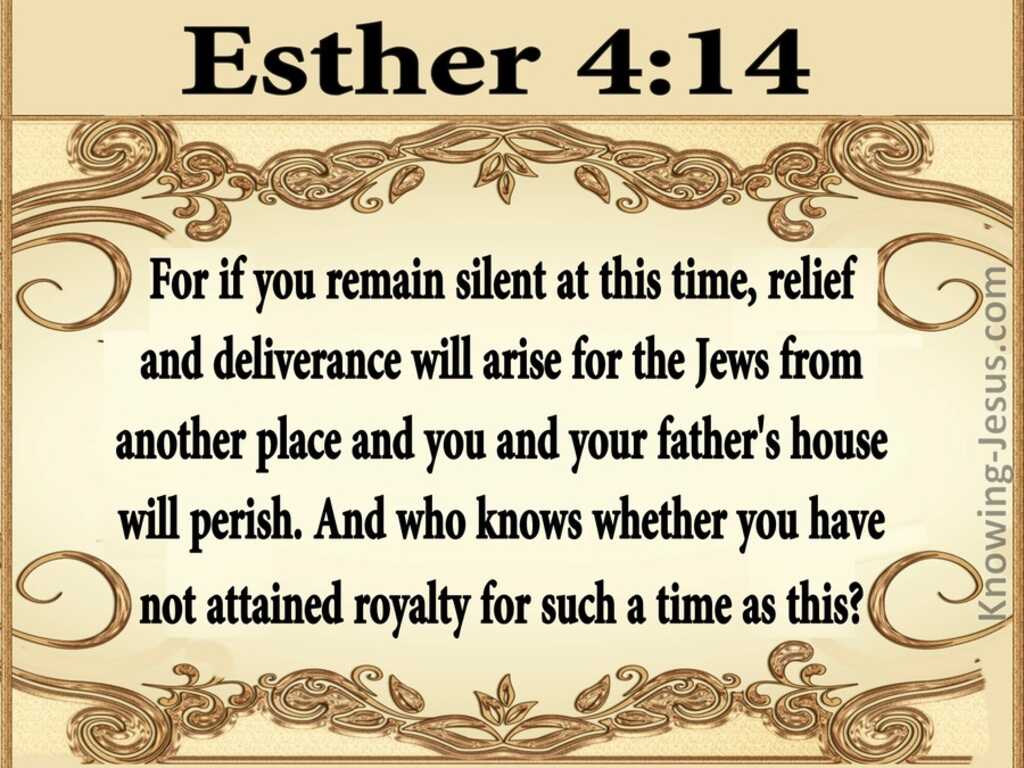 Esther 4:14
For if you remain silent at this time, relief
and deliverance will arise for the Jews from
another place and you and your father's house
will perish. And who knows whether you have
not attained royalty for such a time as this?
Knowing-Jesus.com